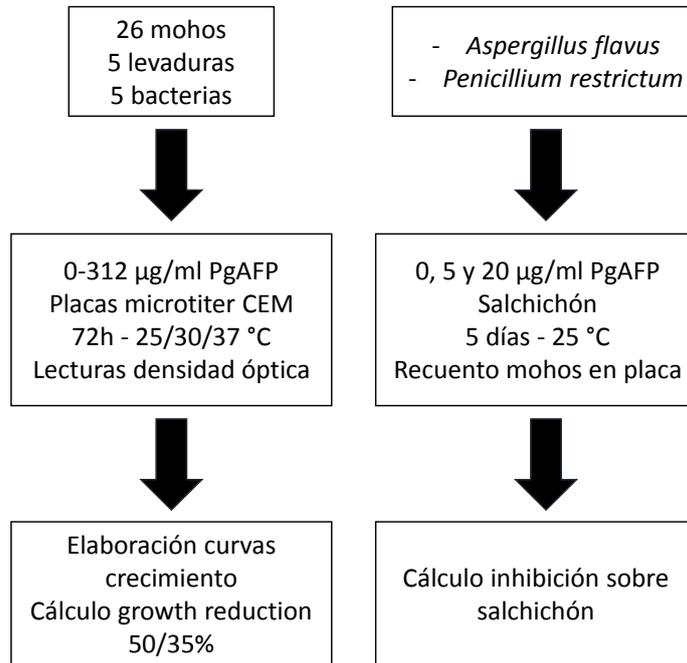 26 mohos
5 levaduras
5 bacterias
- Aspergillus flavus
- Penicillium restrictum
0-312 µg/ml PgAFP
Placas microtiter CEM
72h - 25/30/37 °C
Lecturas densidad óptica
0, 5 y 20 µg/ml PgAFP
Salchichón
5 días - 25 °C
Recuento mohos en placa
Elaboración curvas
crecimiento
Cálculo growth reduction
50/35%
Cálculo inhibición sobre
salchichón